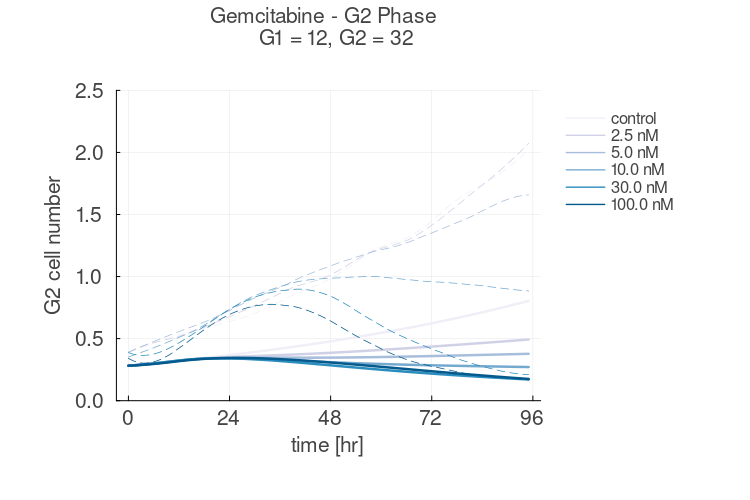 Gemcitabine - G2 Phase
G1 = 12, G2 = 32
2.5
2.0
1.5
1.0
0.5
0.0
G2 cell number
0 24 48 72 96
time [hr]
control
2.5 nM
5.0 nM
10.0 nM
30.0 nM
100.0 nM